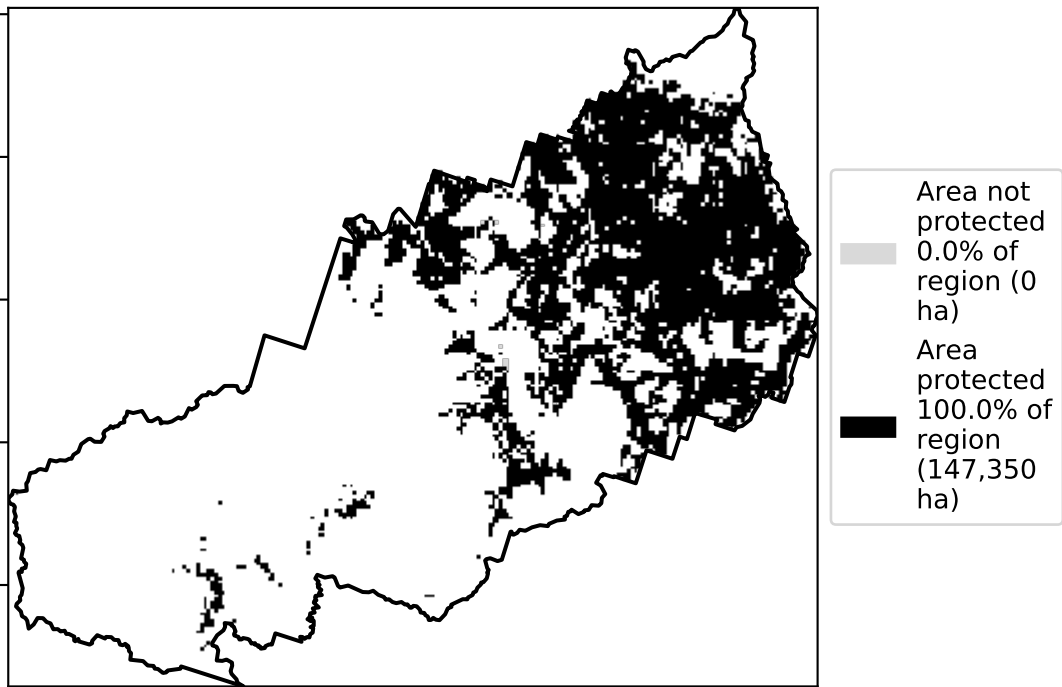 Area not
protected
0.0% of
region (0
ha)
Area
protected
100.0% of
region
(147,350
ha)